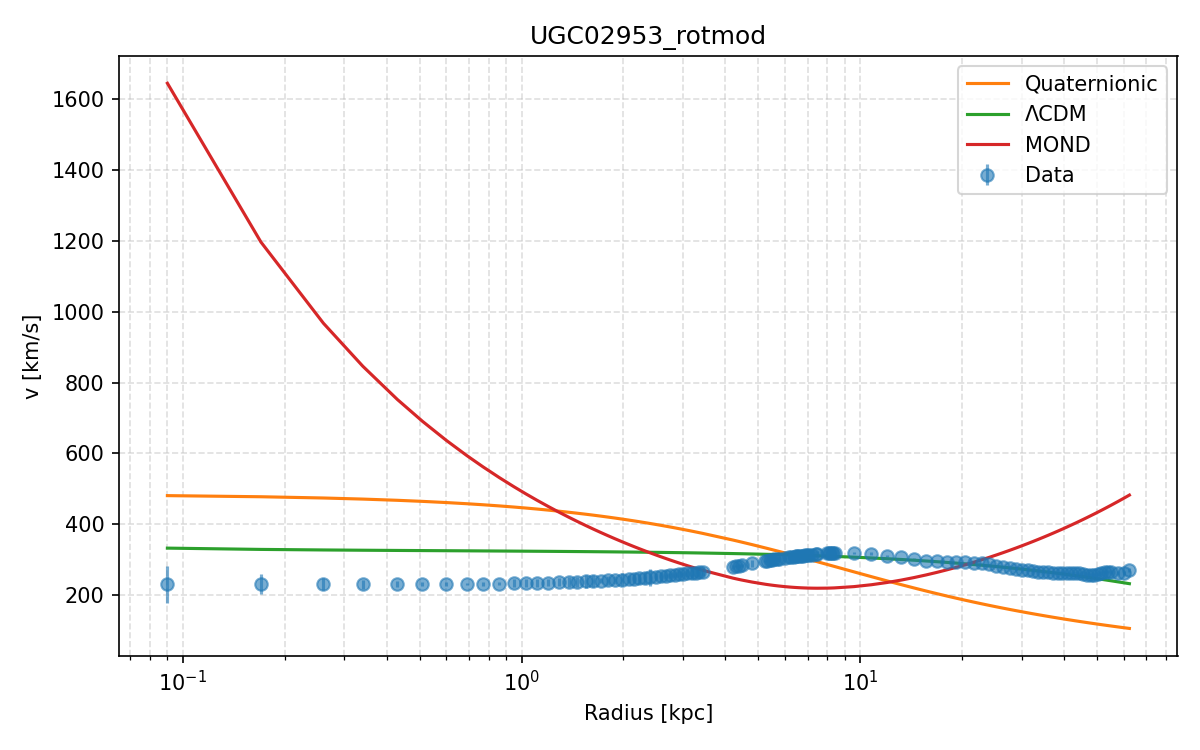 UGC02953_rotmod
v [km/s]
1600
1400
1200
1000
800
600
400
200
Quaternionic
ΛCDM
MOND
Data
10⁻¹
10⁰
10¹
Radius [kpc]